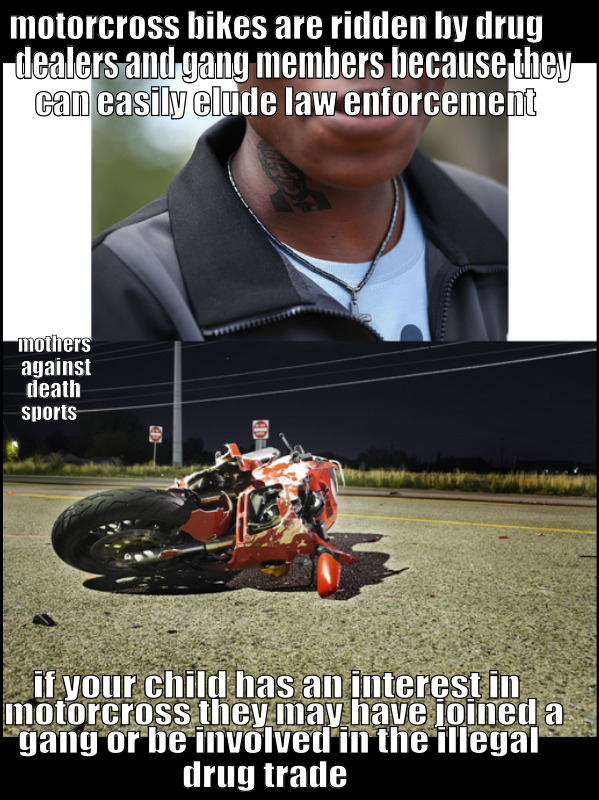 motorcross bikes are ridden by drug
dealers and gang members because they
can easily elude law enforcement
mothers
against
death
sports
if your child has an interest in
motorcross they may have joined a
gang or be involved in the illegal
drug trade